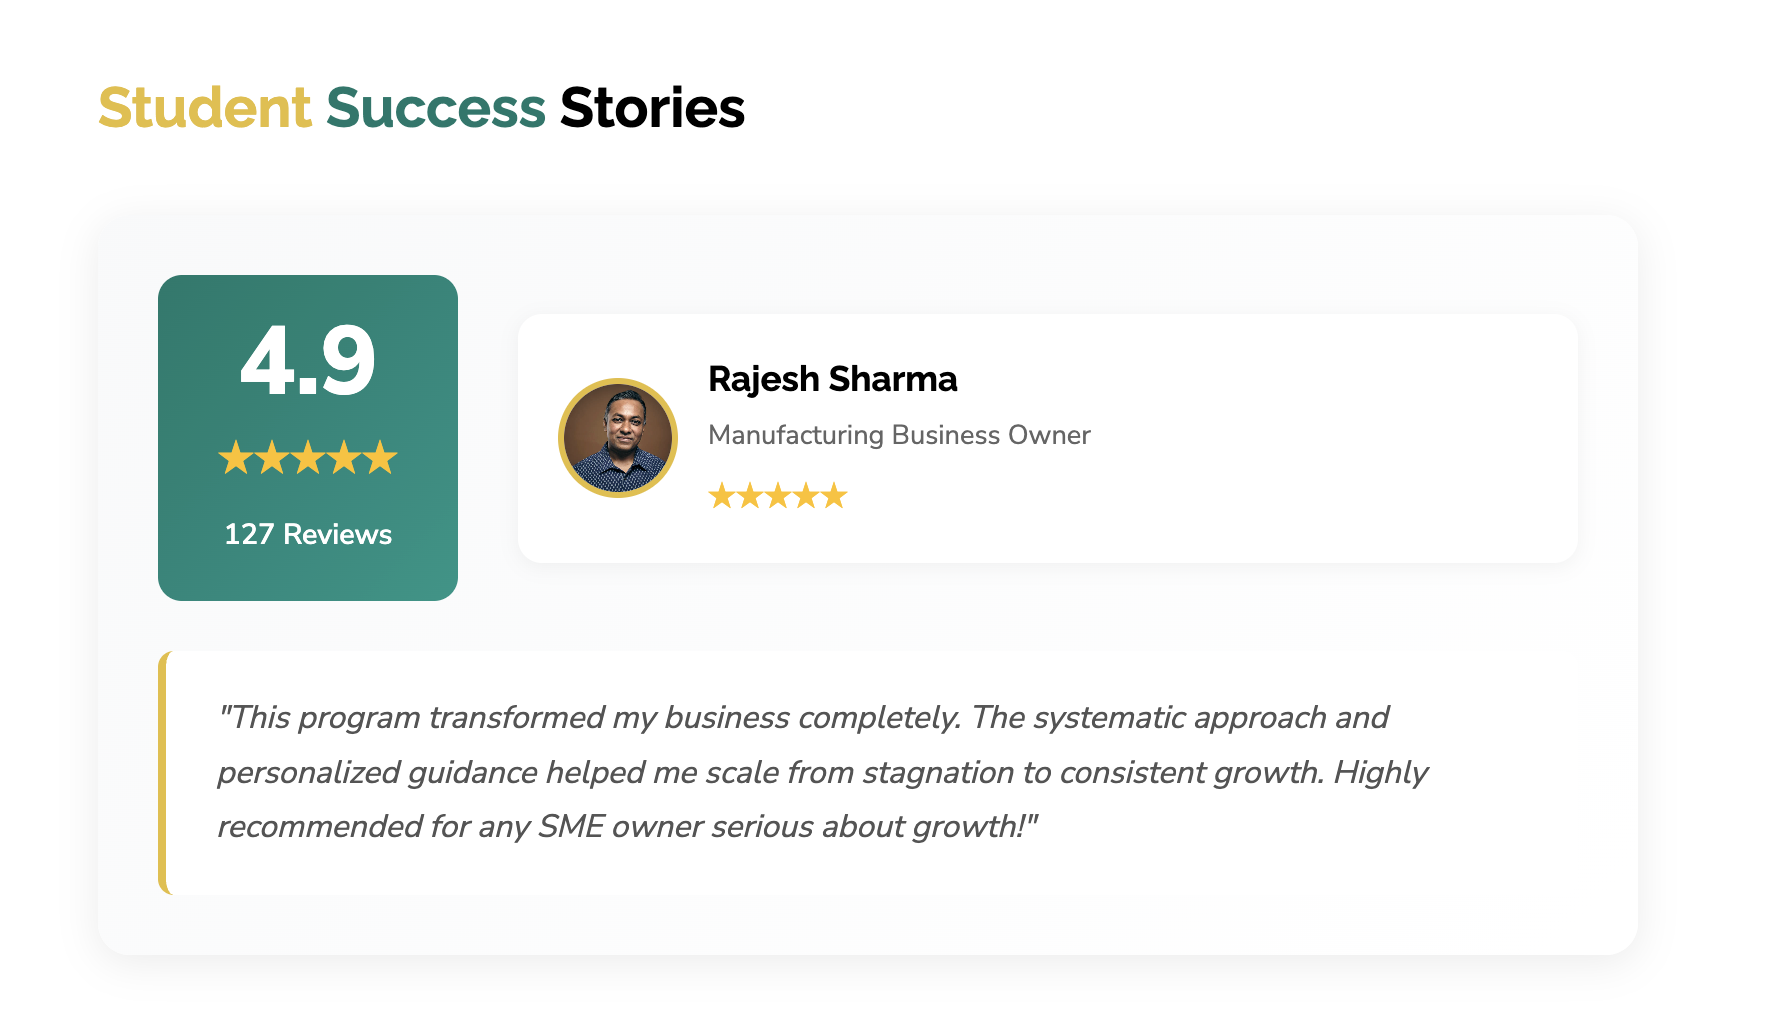 Student Success Stories
4.9
★★★★★
127 Reviews
Rajesh Sharma
Manufacturing Business Owner
★★★★★
"This program transformed my business completely. The systematic approach and
personalized guidance helped me scale from stagnation to consistent growth. Highly
recommended for any SME owner serious about growth!"